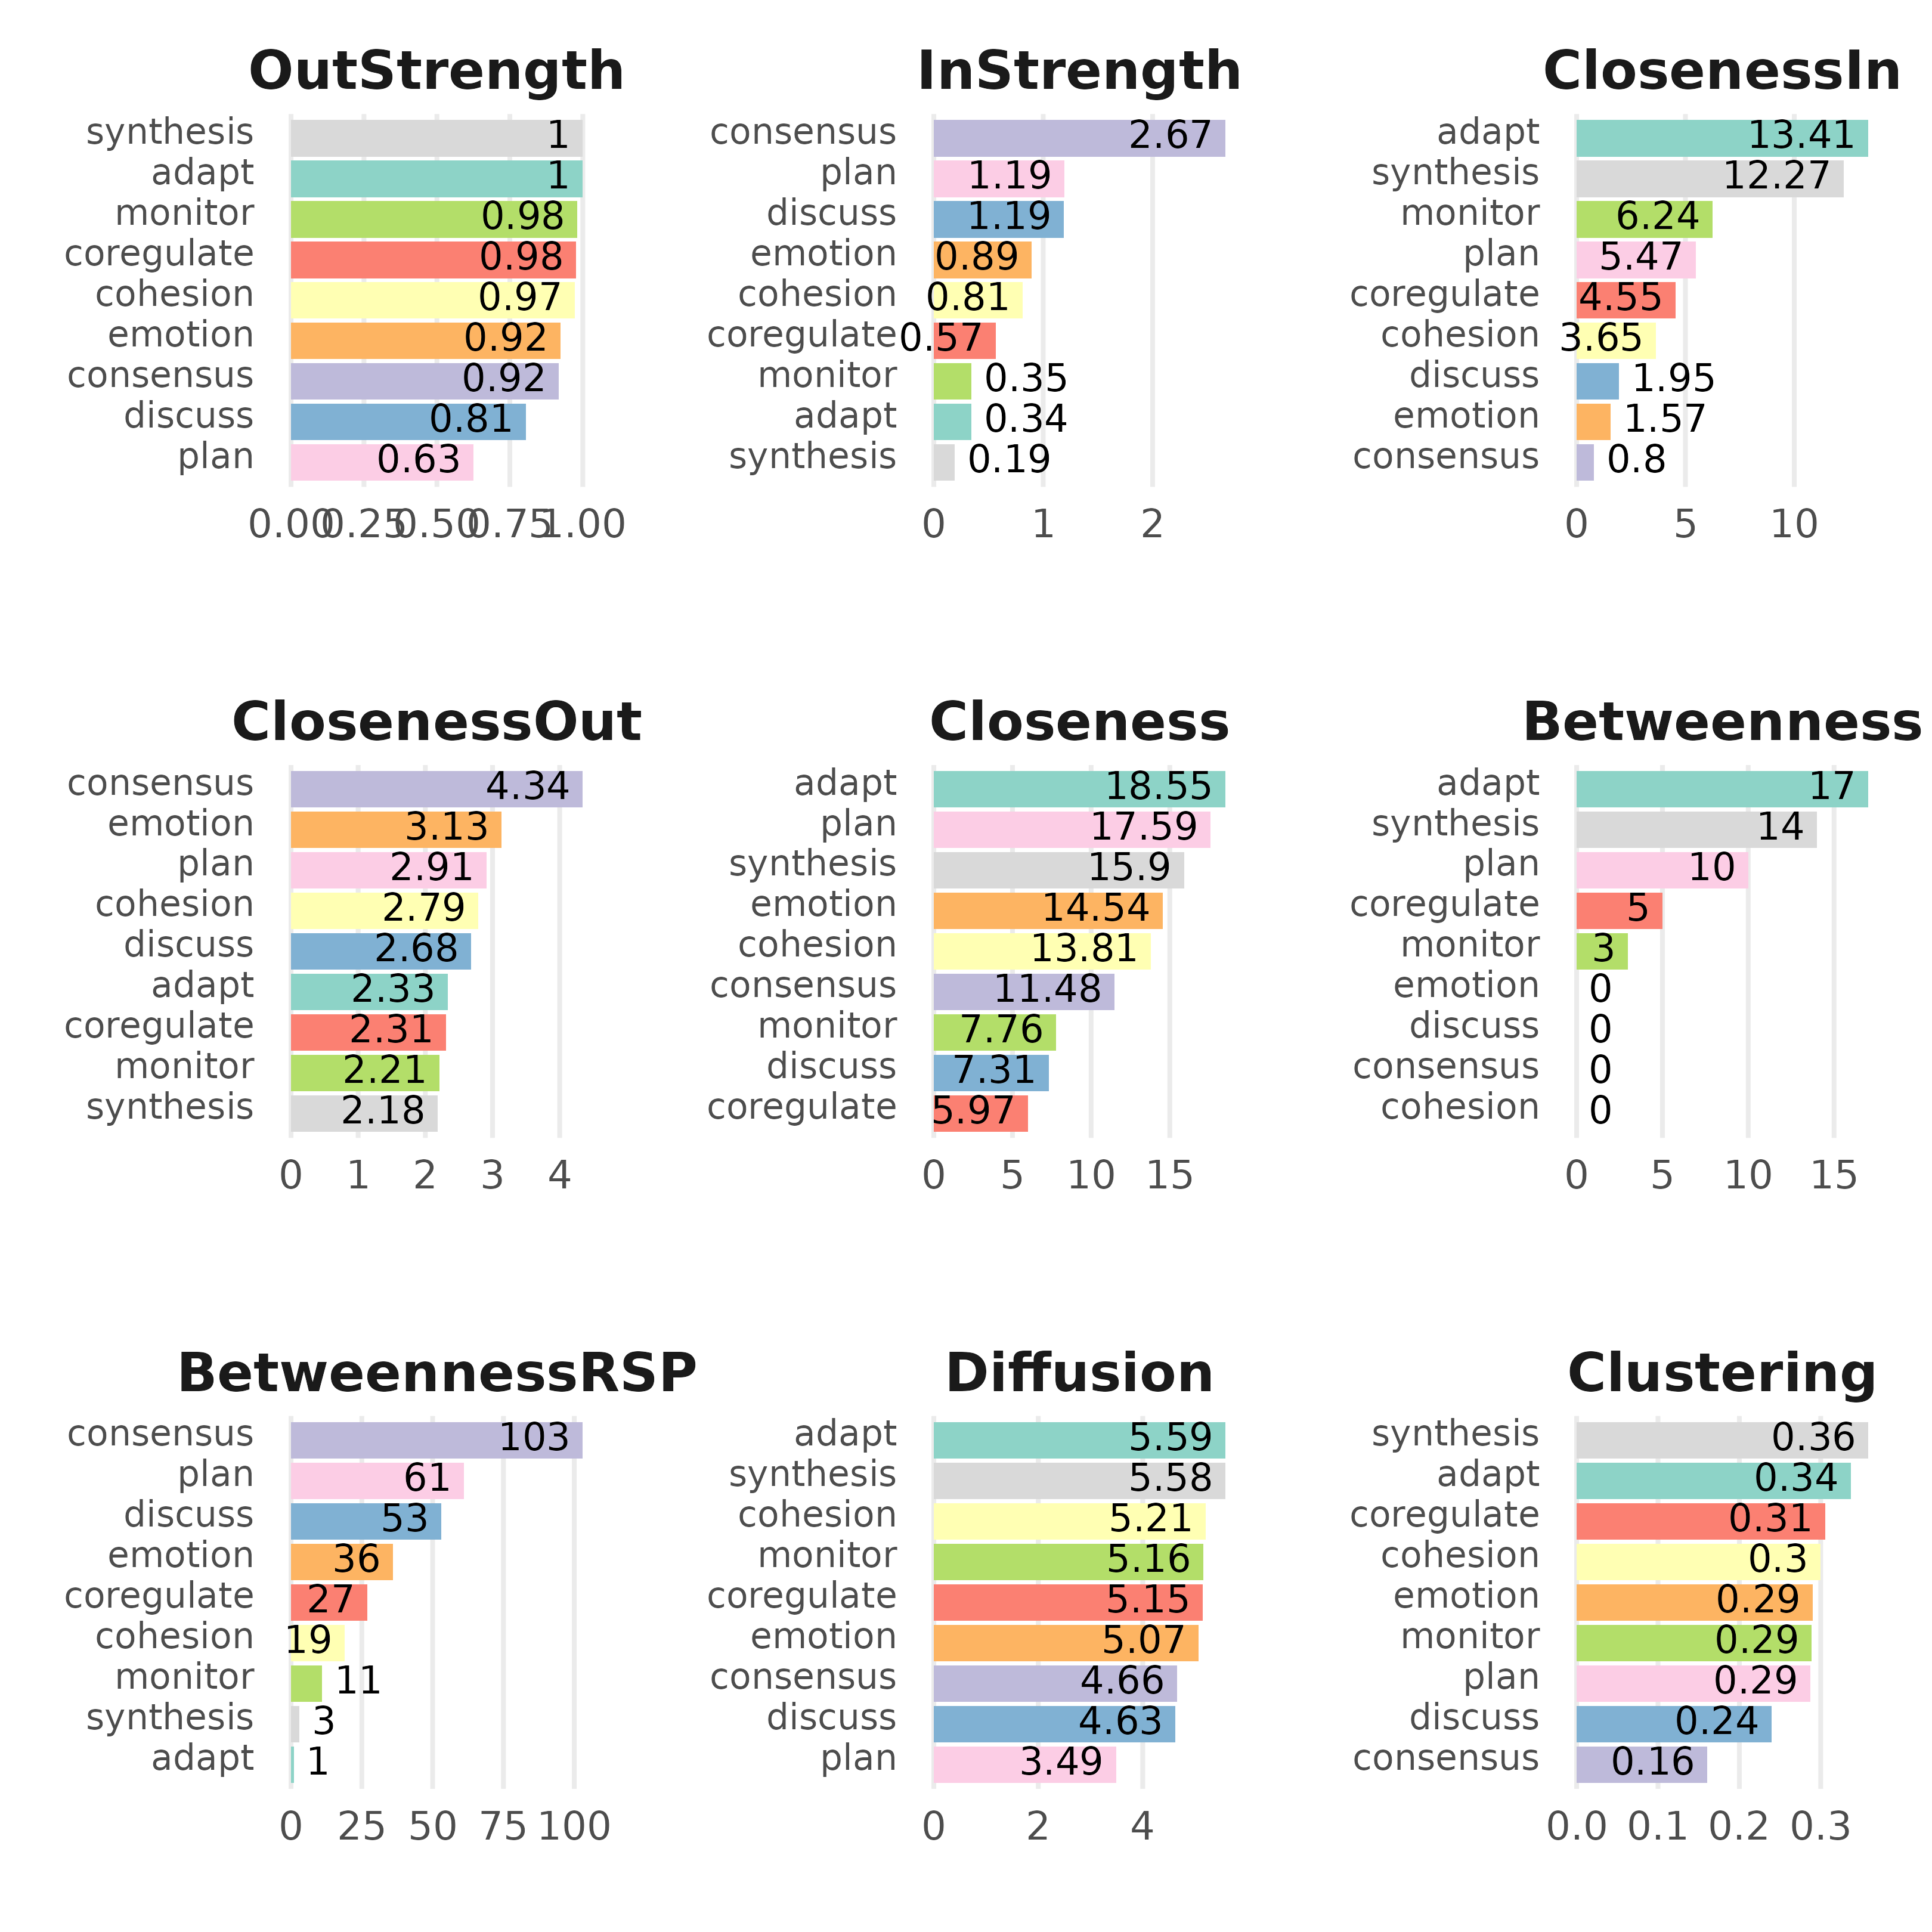 OutStrength
synthesis 1
adapt 1
monitor 0.98
coregulate 0.98
cohesion 0.97
emotion 0.92
consensus 0.92
discuss 0.81
plan 0.63
0.00 0.25 0.50 0.75 1.00
InStrength
consensus 2.67
plan 1.19
discuss 1.19
emotion 0.89
cohesion 0.81
coregulate 0.57
monitor 0.35
adapt 0.34
synthesis 0.19
0 1 2
ClosenessIn
adapt 13.41
synthesis 12.27
monitor 6.24
plan 5.47
coregulate 4.55
cohesion 3.65
discuss 1.95
emotion 1.57
consensus 0.8
0 5 10
ClosenessOut
consensus 4.34
emotion 3.13
plan 2.91
cohesion 2.79
discuss 2.68
adapt 2.33
coregulate 2.31
monitor 2.21
synthesis 2.18
0 1 2 3 4
Closeness
adapt 18.55
plan 17.59
synthesis 15.9
emotion 14.54
cohesion 13.81
consensus 11.48
monitor 7.76
discuss 7.31
coregulate 5.97
0 5 10 15
Betweenness
adapt 17
synthesis 14
plan 10
coregulate 5
monitor 3
emotion 0
discuss 0
consensus 0
cohesion 0
0 5 10 15
BetweennessRSP
consensus 103
plan 61
discuss 53
emotion 36
coregulate 27
cohesion 19
monitor 11
synthesis 3
adapt 1
0 25 50 75 100
Diffusion
adapt 5.59
synthesis 5.58
cohesion 5.21
monitor 5.16
coregulate 5.15
emotion 5.07
consensus 4.66
discuss 4.63
plan 3.49
0 2 4
Clustering
synthesis 0.36
adapt 0.34
coregulate 0.31
cohesion 0.3
emotion 0.29
monitor 0.29
plan 0.29
discuss 0.24
consensus 0.16
0.0 0.1 0.2 0.3